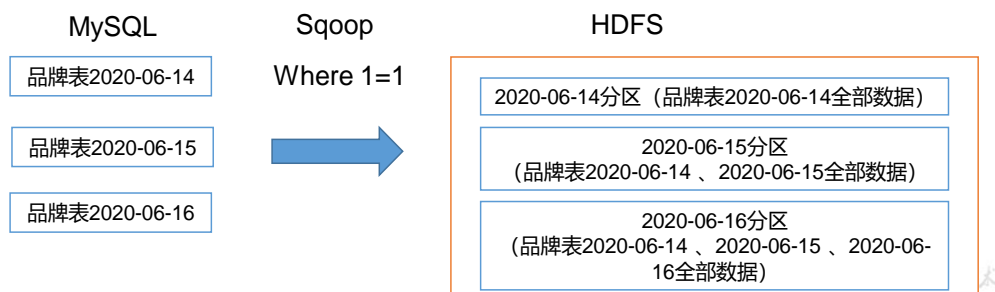 MySQL
Sqoop
HDFS
品牌表2020-06-14
品牌表2020-06-15
品牌表2020-06-16
Where 1=1
2020-06-14分区（品牌表2020-06-14全部数据）
2020-06-15分区
（品牌表2020-06-14 、2020-06-15全部数据）
2020-06-16分区
（品牌表2020-06-14 、2020-06-15 、2020-06-
16全部数据）